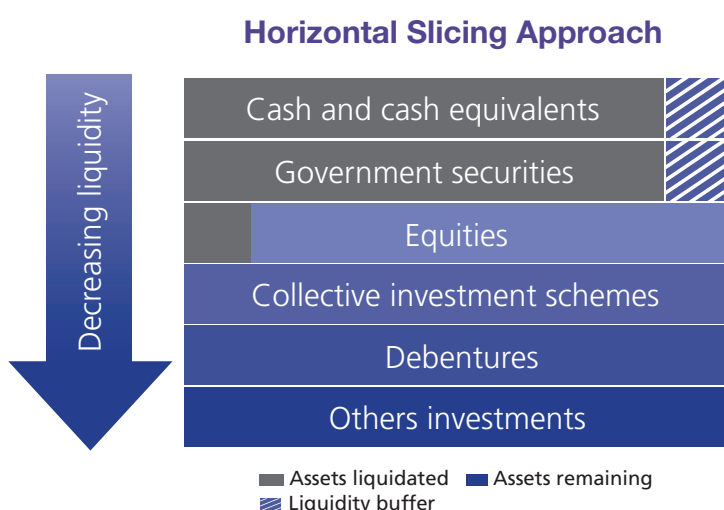 Horizontal Slicing Approach
Decreasing liquidity
Cash and cash equivalents
Government securities
Equities
Collective investment schemes
Debentures
Others investments
Assets liquidated Assets remaining
Liquidity buffer